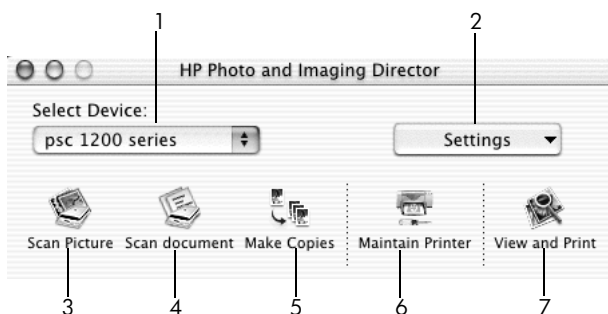 1 2
HP Photo and Imaging Director
Select Device:
psc 1200 series Settings
Scan Picture Scan document Make Copies Maintain Printer View and Print
3 4 5 6 7